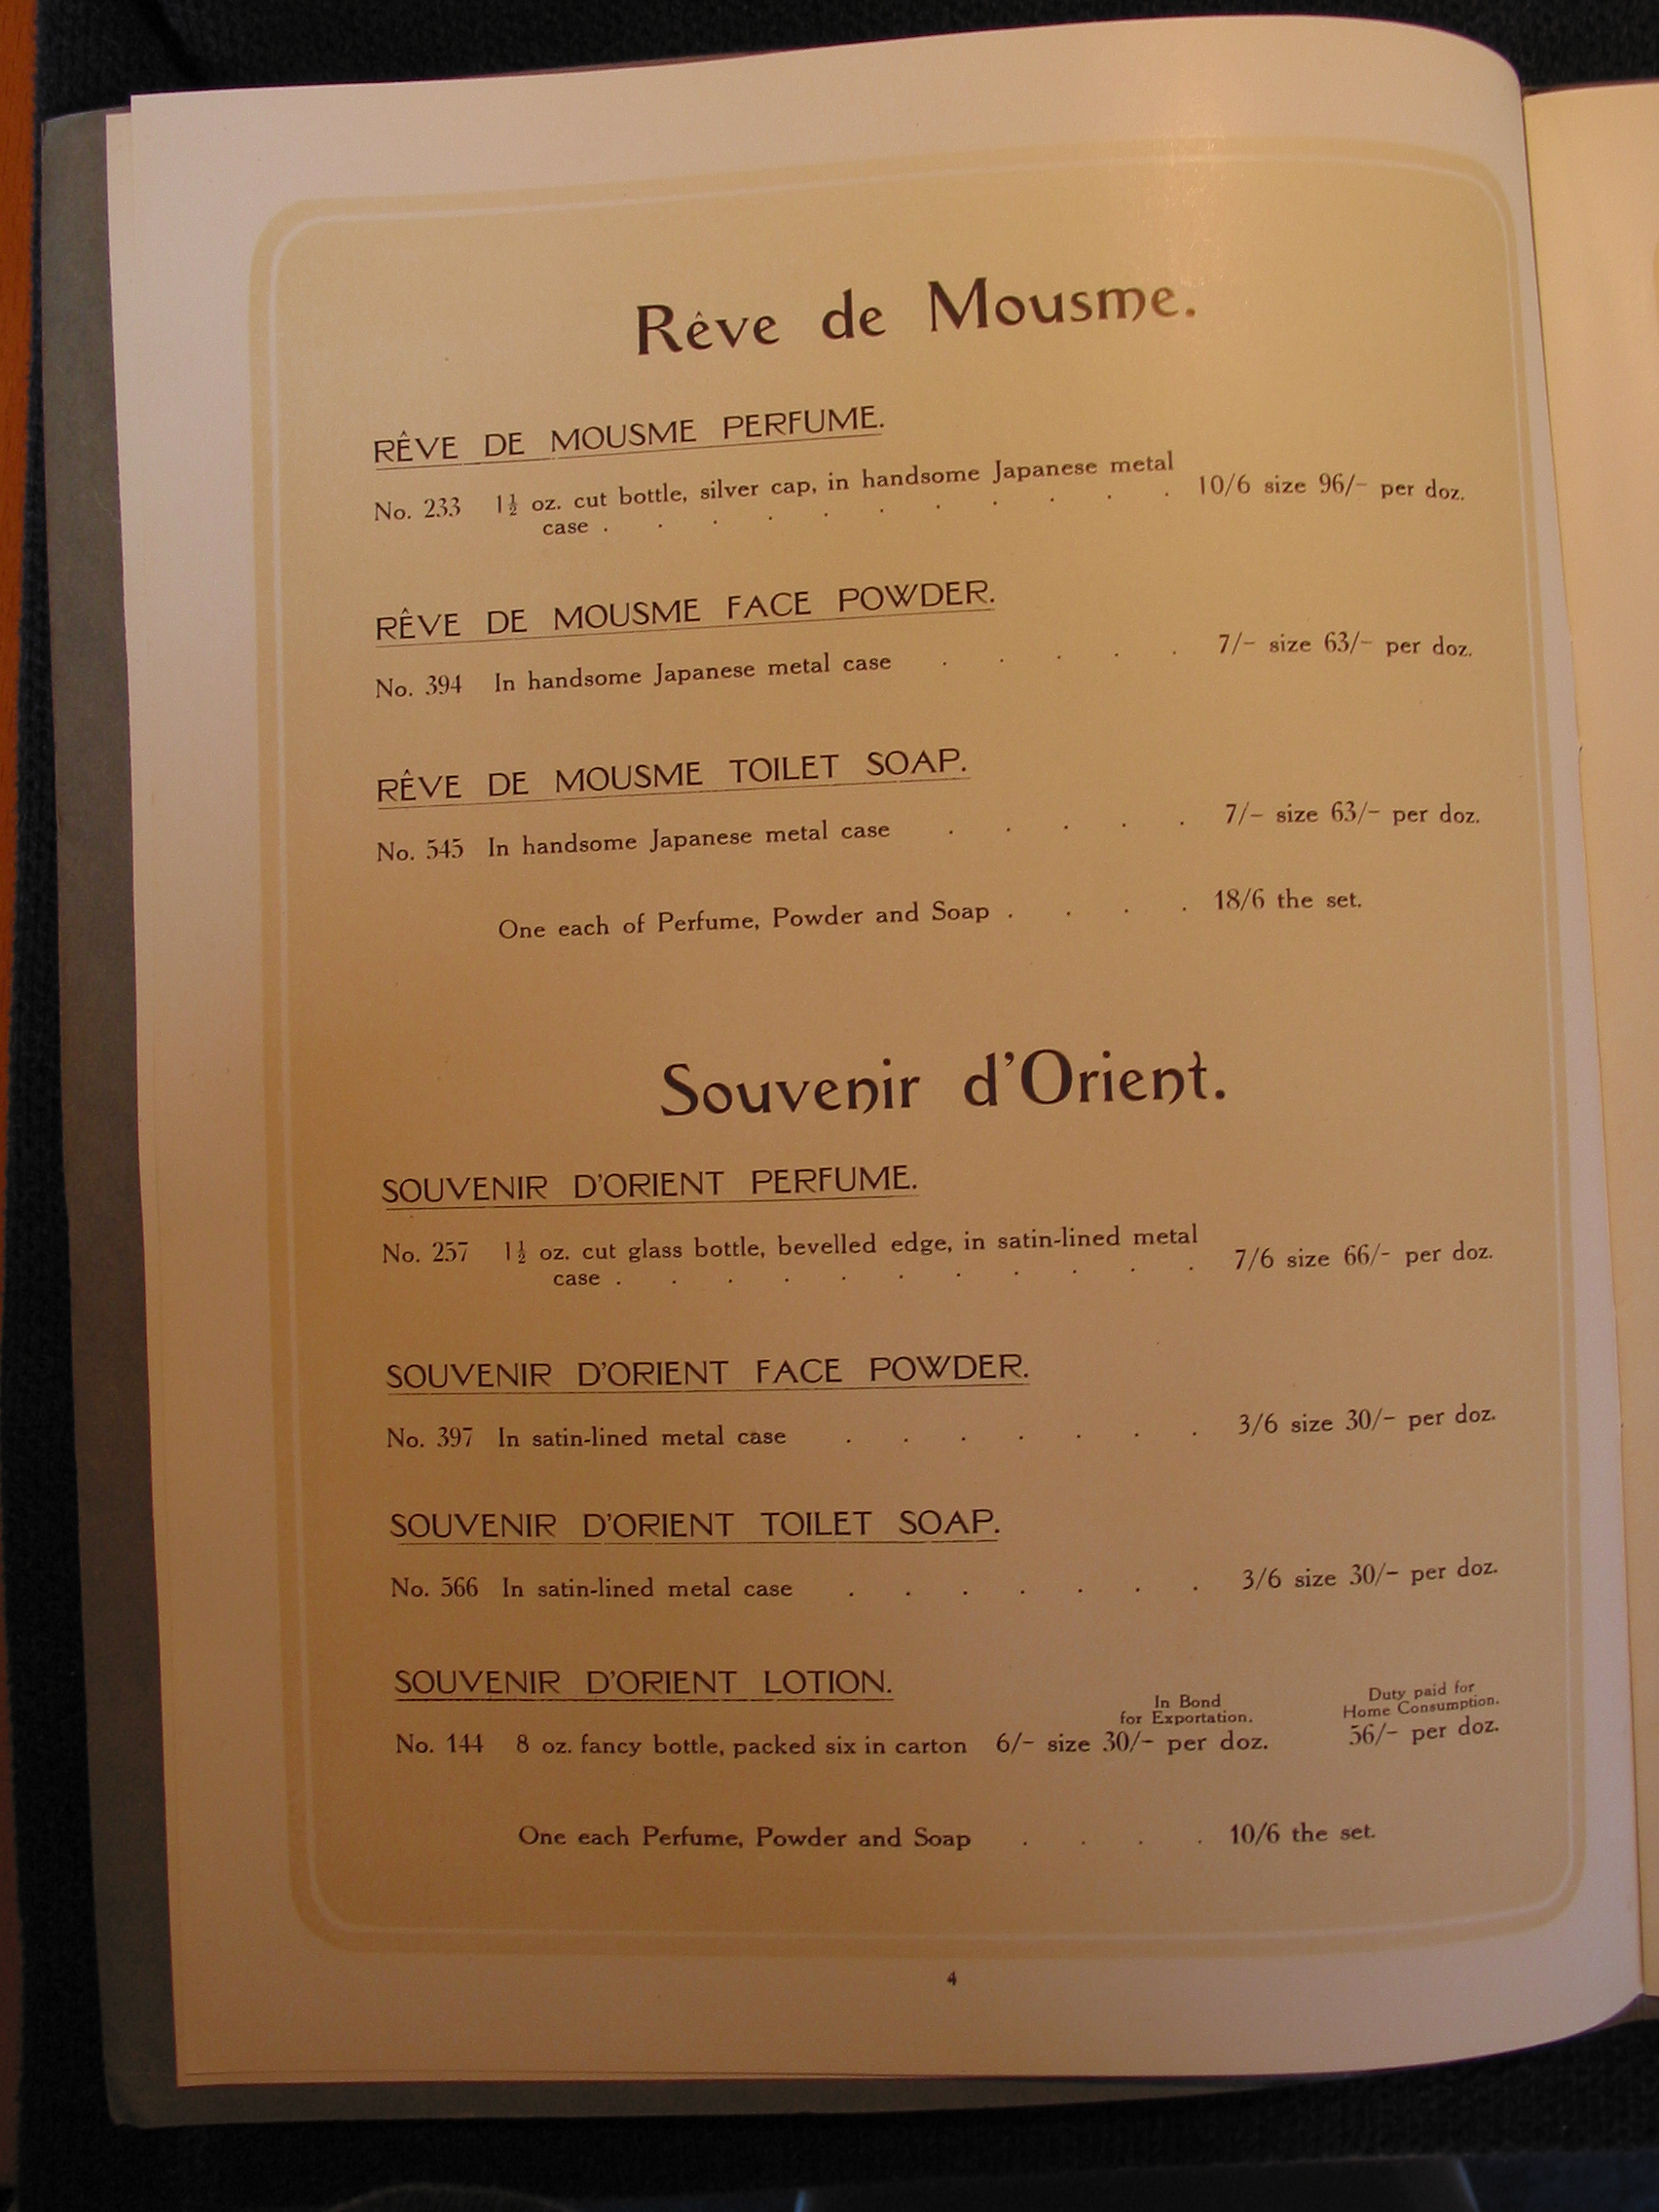 Rêve de Mousme.
RÊVE DE MOUSME PERFUME.
No. 233 1½ oz. cut bottle, silver cap, in handsome Japanese metal
case . . . . . . . . . . . 10/6 size 96/- per doz.
RÊVE DE MOUSME FACE POWDER.
No. 394 In handsome Japanese metal case . . . . . 7/- size 63/- per doz.
RÊVE DE MOUSME TOILET SOAP.
No. 545 In handsome Japanese metal case . . . . . 7/- size 63/- per doz.
One each of Perfume, Powder and Soap . . . . 18/6 the set.
Souvenir d'Orient.
SOUVENIR D'ORIENT PERFUME.
No. 257 1½ oz. cut glass bottle, bevelled edge, in satin-lined metal
case . . . . . . . . . . . 7/6 size 66/- per doz.
SOUVENIR D'ORIENT FACE POWDER.
No. 397 In satin-lined metal case . . . . . . . 3/6 size 30/- per doz.
SOUVENIR D'ORIENT TOILET SOAP.
No. 566 In satin-lined metal case . . . . . . . 3/6 size 30/- per doz.
SOUVENIR D'ORIENT LOTION.
In Bond Duty paid for
for Exportation. Home Consumption.
No. 144 8 oz. fancy bottle, packed six in carton 6/- size 30/- per doz. 56/- per doz.
One each Perfume, Powder and Soap . . . . 10/6 the set.
4